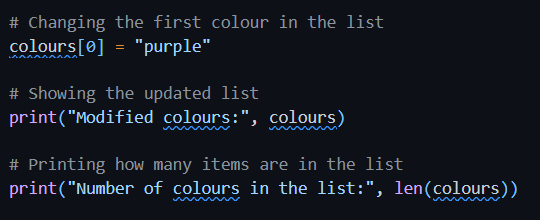 # Changing the first colour in the list
colours[0] = "purple"
# Showing the updated list
print("Modified colours:", colours)
# Printing how many items are in the list
print("Number of colours in the list:", len(colours))